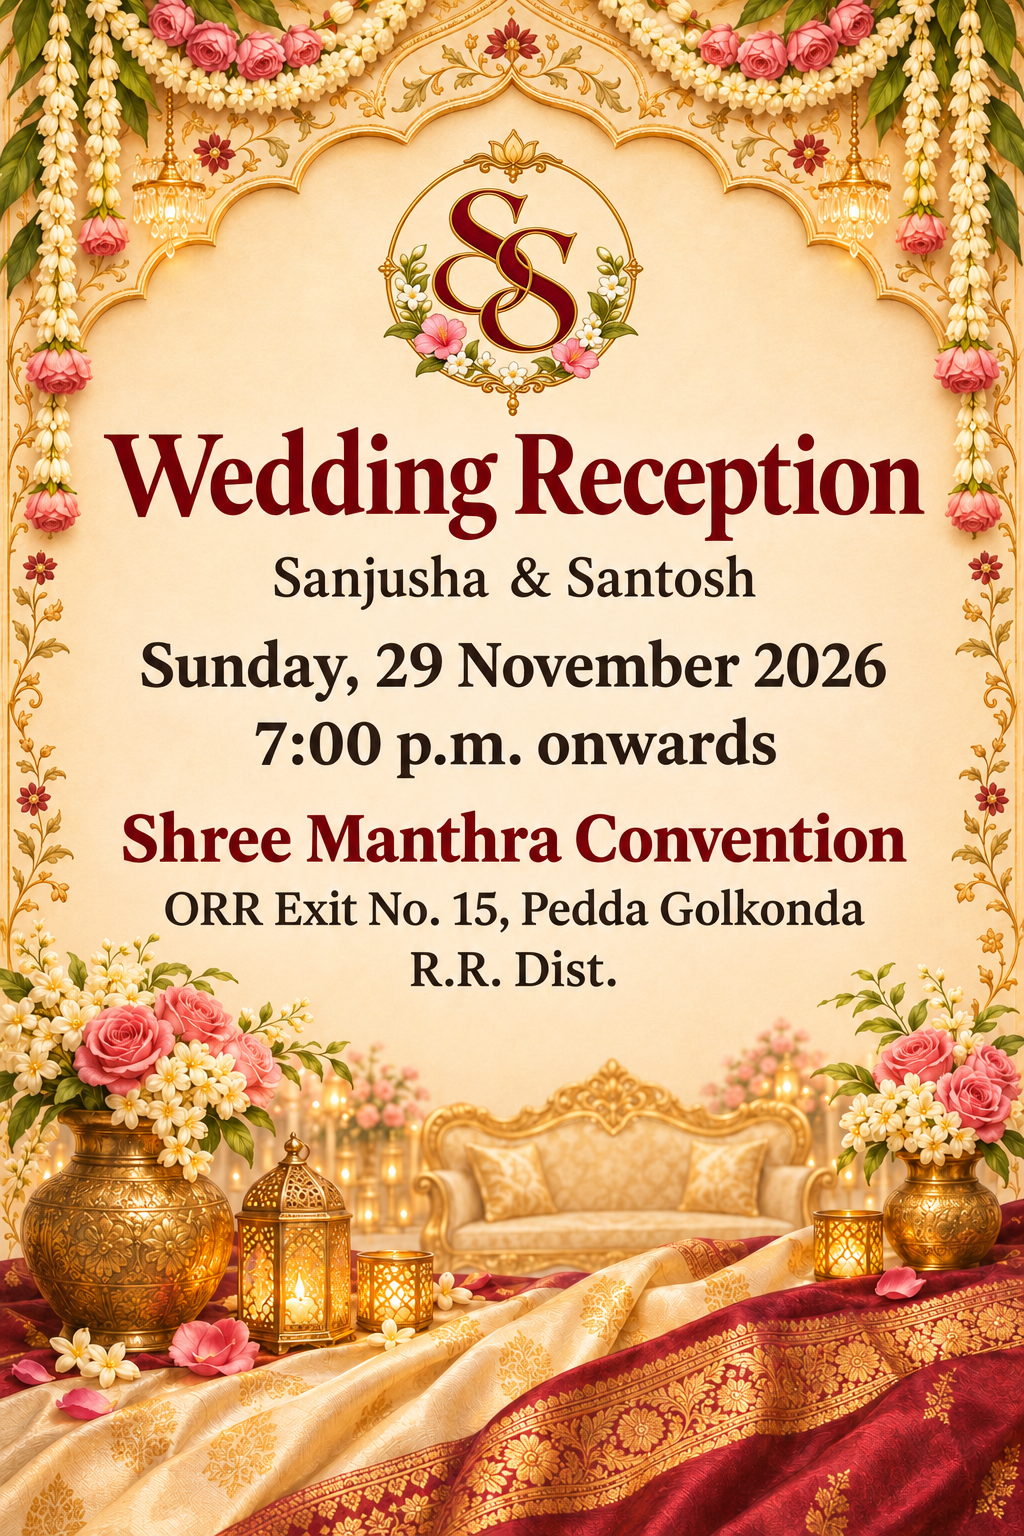 SS
Wedding Reception
Sanjusha & Santosh
Sunday, 29 November 2026
7:00 p.m. onwards
Shree Manthra Convention
ORR Exit No. 15, Pedda Golkonda
R.R. Dist.